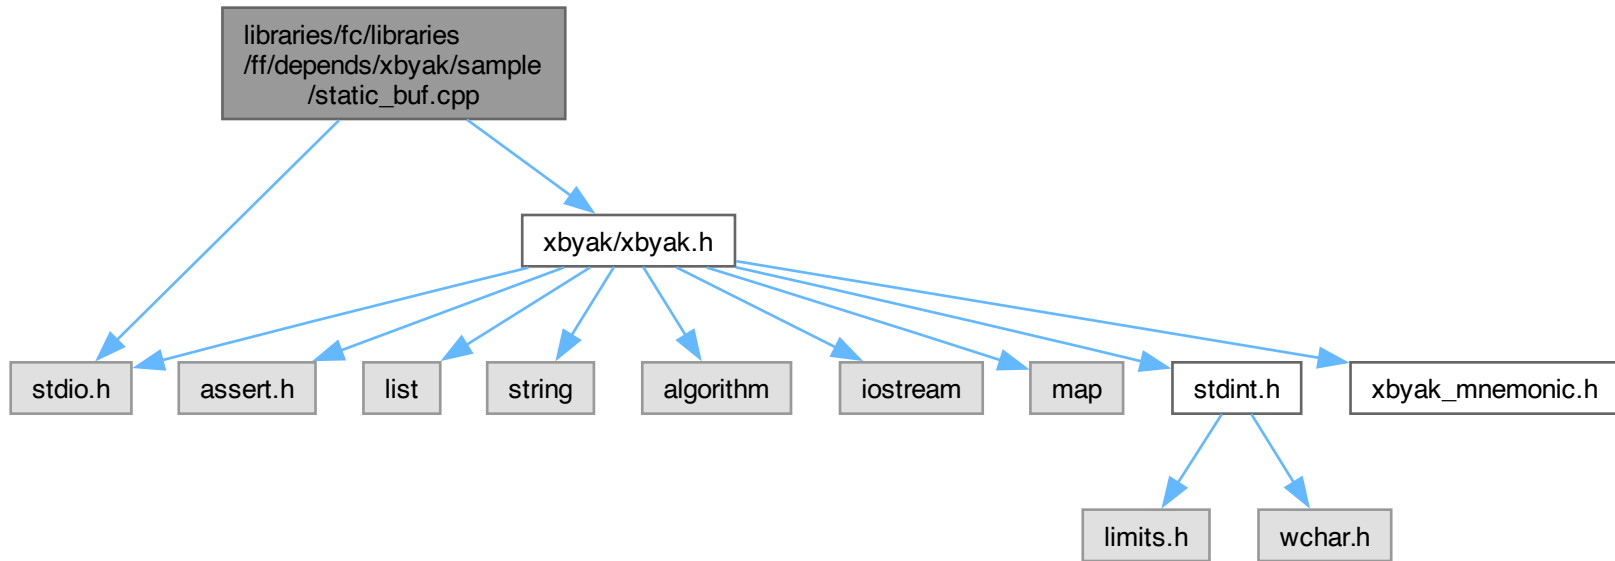 libraries/fc/libraries
/ff/depends/xbyak/sample
/static_buf.cpp
xbyak/xbyak.h
stdio.h
assert.h
list
string
algorithm
iostream
map
stdint.h
xbyak_mnemonic.h
limits.h
wchar.h